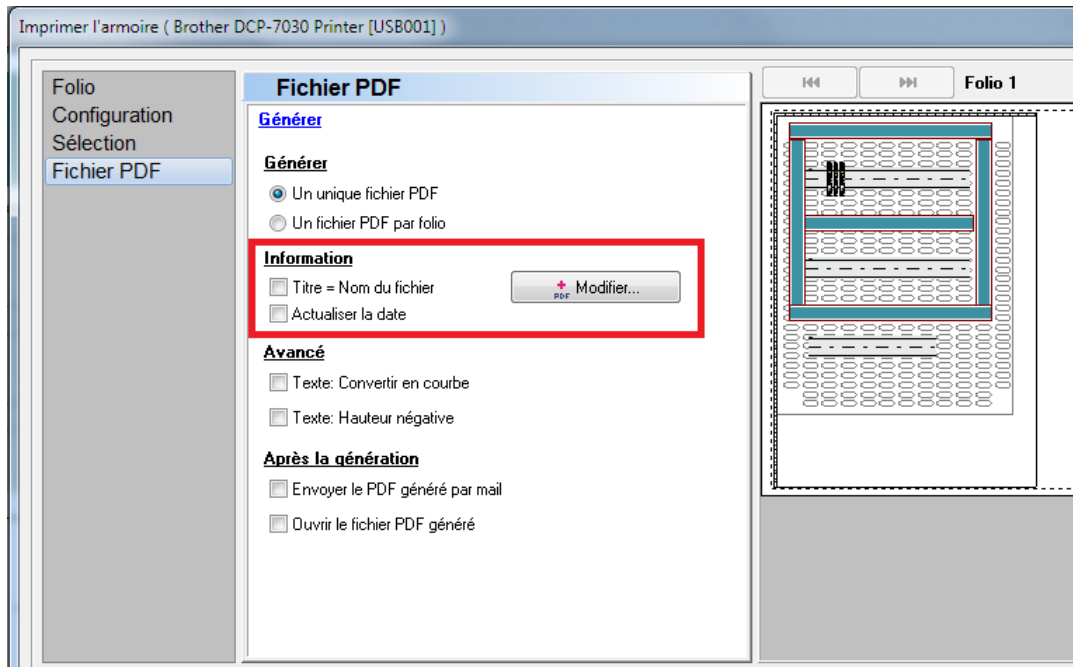 Imprimer l'armoire ( Brother DCP-7030 Printer [USB001] )
Folio
Configuration
Sélection
Fichier PDF
Fichier PDF
Générer
Générer
Un unique fichier PDF
Un fichier PDF par folio
Information
Titre = Nom du fichier
PDF Modifier...
Actualiser la date
Avancé
Texte: Convertir en courbe
Texte: Hauteur négative
Après la génération
Envoyer le PDF généré par mail
Ouvrir le fichier PDF généré
Folio 1